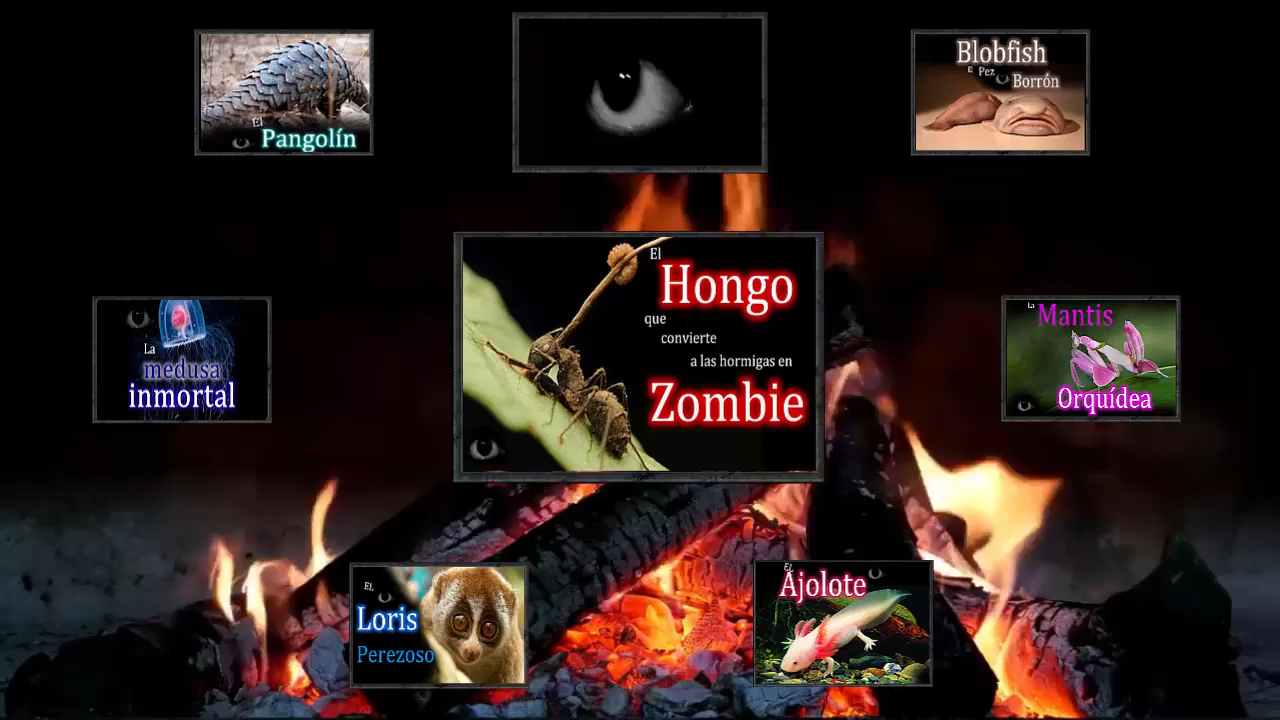 El
Pangolín
Blobfish
El Pez
Borrón
El
Hongo
que
convierte
a las hormigas en
Zombie
La
medusa
inmortal
La
Mantis
Orquídea
El
Loris
Perezoso
El
Ajolote